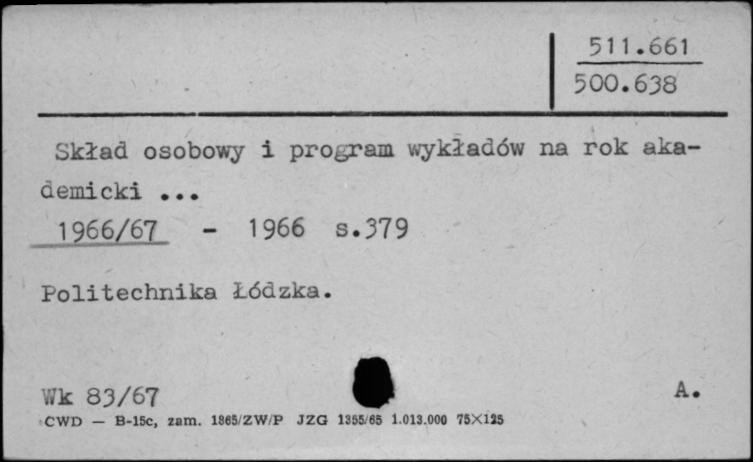 511.661
500.638
Skład osobowy i program wykładów na rok aka-
demicki ...
1966/67 - 1966 s.379
Politechnika Łódzka.
Wk 83/67 A.
CWD — B-15c, zam. 1865/ZW/P JZG 1355/65 1.013.000 75×125